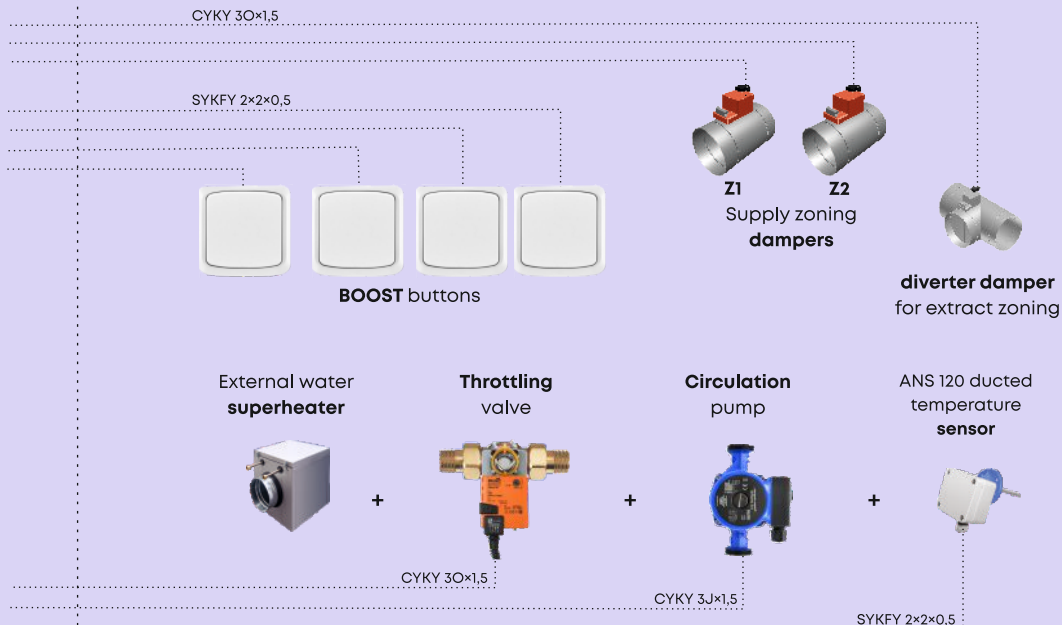 CYKY 3O×1,5
SYKFY 2×2×0,5
Z1
Z2
Supply zoning
dampers
diverter damper
for extract zoning
BOOST buttons
External water
superheater
Throttling
valve
Circulation
pump
ANS 120 ducted
temperature
sensor
+
+
+
CYKY 3O×1,5
CYKY 3J×1,5
SYKFY 2×2×0,5